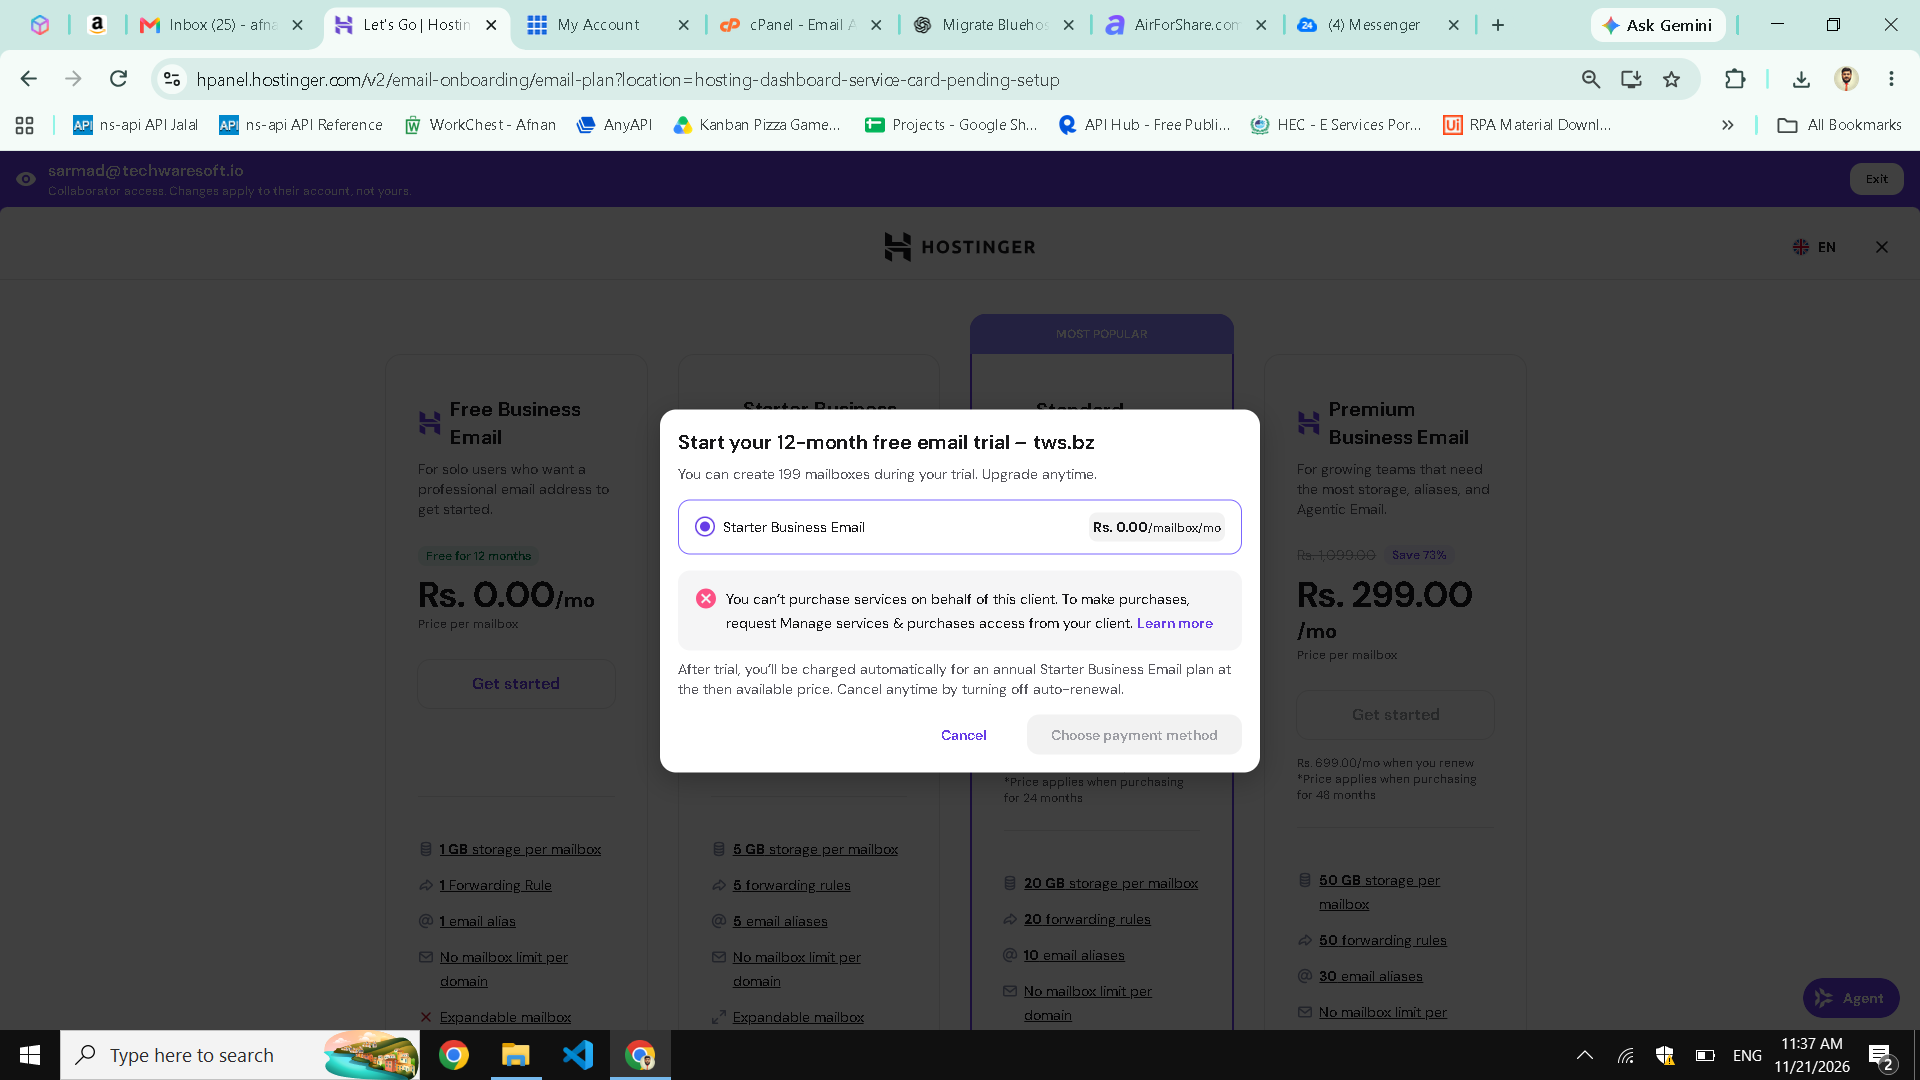 Inbox (25) - afna
Let's Go | Hostin
My Account
cPanel - Email A
Migrate Blueho
AirForShare.com
(4) Messenger
Ask Gemini
hpanel.hostinger.com/v2/email-onboarding/email-plan?location=hosting-dashboard-service-card-pending-setup
ns-api API Jalal
ns-api API Reference
WorkChest - Afnan
AnyAPI
Kanban Pizza Game...
Projects - Google Sh...
API Hub - Free Publi...
HEC - E Services Por...
RPA Material Downl...
All Bookmarks
sarmad@techwaresoft.io
Collaborator access. Changes apply to their account, not yours.
Exit
HOSTINGER
EN
MOST POPULAR
Free Business
Email
For solo users who want a
professional email address to
get started.
Free for 12 months
Rs. 0.00/mo
Price per mailbox
Get started
1 GB storage per mailbox
1 Forwarding Rule
1 email alias
No mailbox limit per
domain
Expandable mailbox
Starter Business
5 GB storage per mailbox
5 forwarding rules
5 email aliases
No mailbox limit per
domain
Expandable mailbox
Standard
*Price applies when purchasing
for 24 months
20 GB storage per mailbox
20 forwarding rules
10 email aliases
No mailbox limit per
domain
Premium
Business Email
For growing teams that need
the most storage, aliases, and
Agentic Email.
Rs. 1,099.00 Save 73%
Rs. 299.00
/mo
Price per mailbox
Get started
Rs. 699.00/mo when you renew
*Price applies when purchasing
for 48 months
50 GB storage per
mailbox
50 forwarding rules
30 email aliases
No mailbox limit per
Start your 12-month free email trial – tws.bz
You can create 199 mailboxes during your trial. Upgrade anytime.
Starter Business Email
Rs. 0.00/mailbox/mo
You can't purchase services on behalf of this client. To make purchases,
request Manage services & purchases access from your client. Learn more
After trial, you'll be charged automatically for an annual Starter Business Email plan at
the then available price. Cancel anytime by turning off auto-renewal.
Cancel
Choose payment method
Agent
Type here to search
ENG
11:37 AM
11/21/2026
2